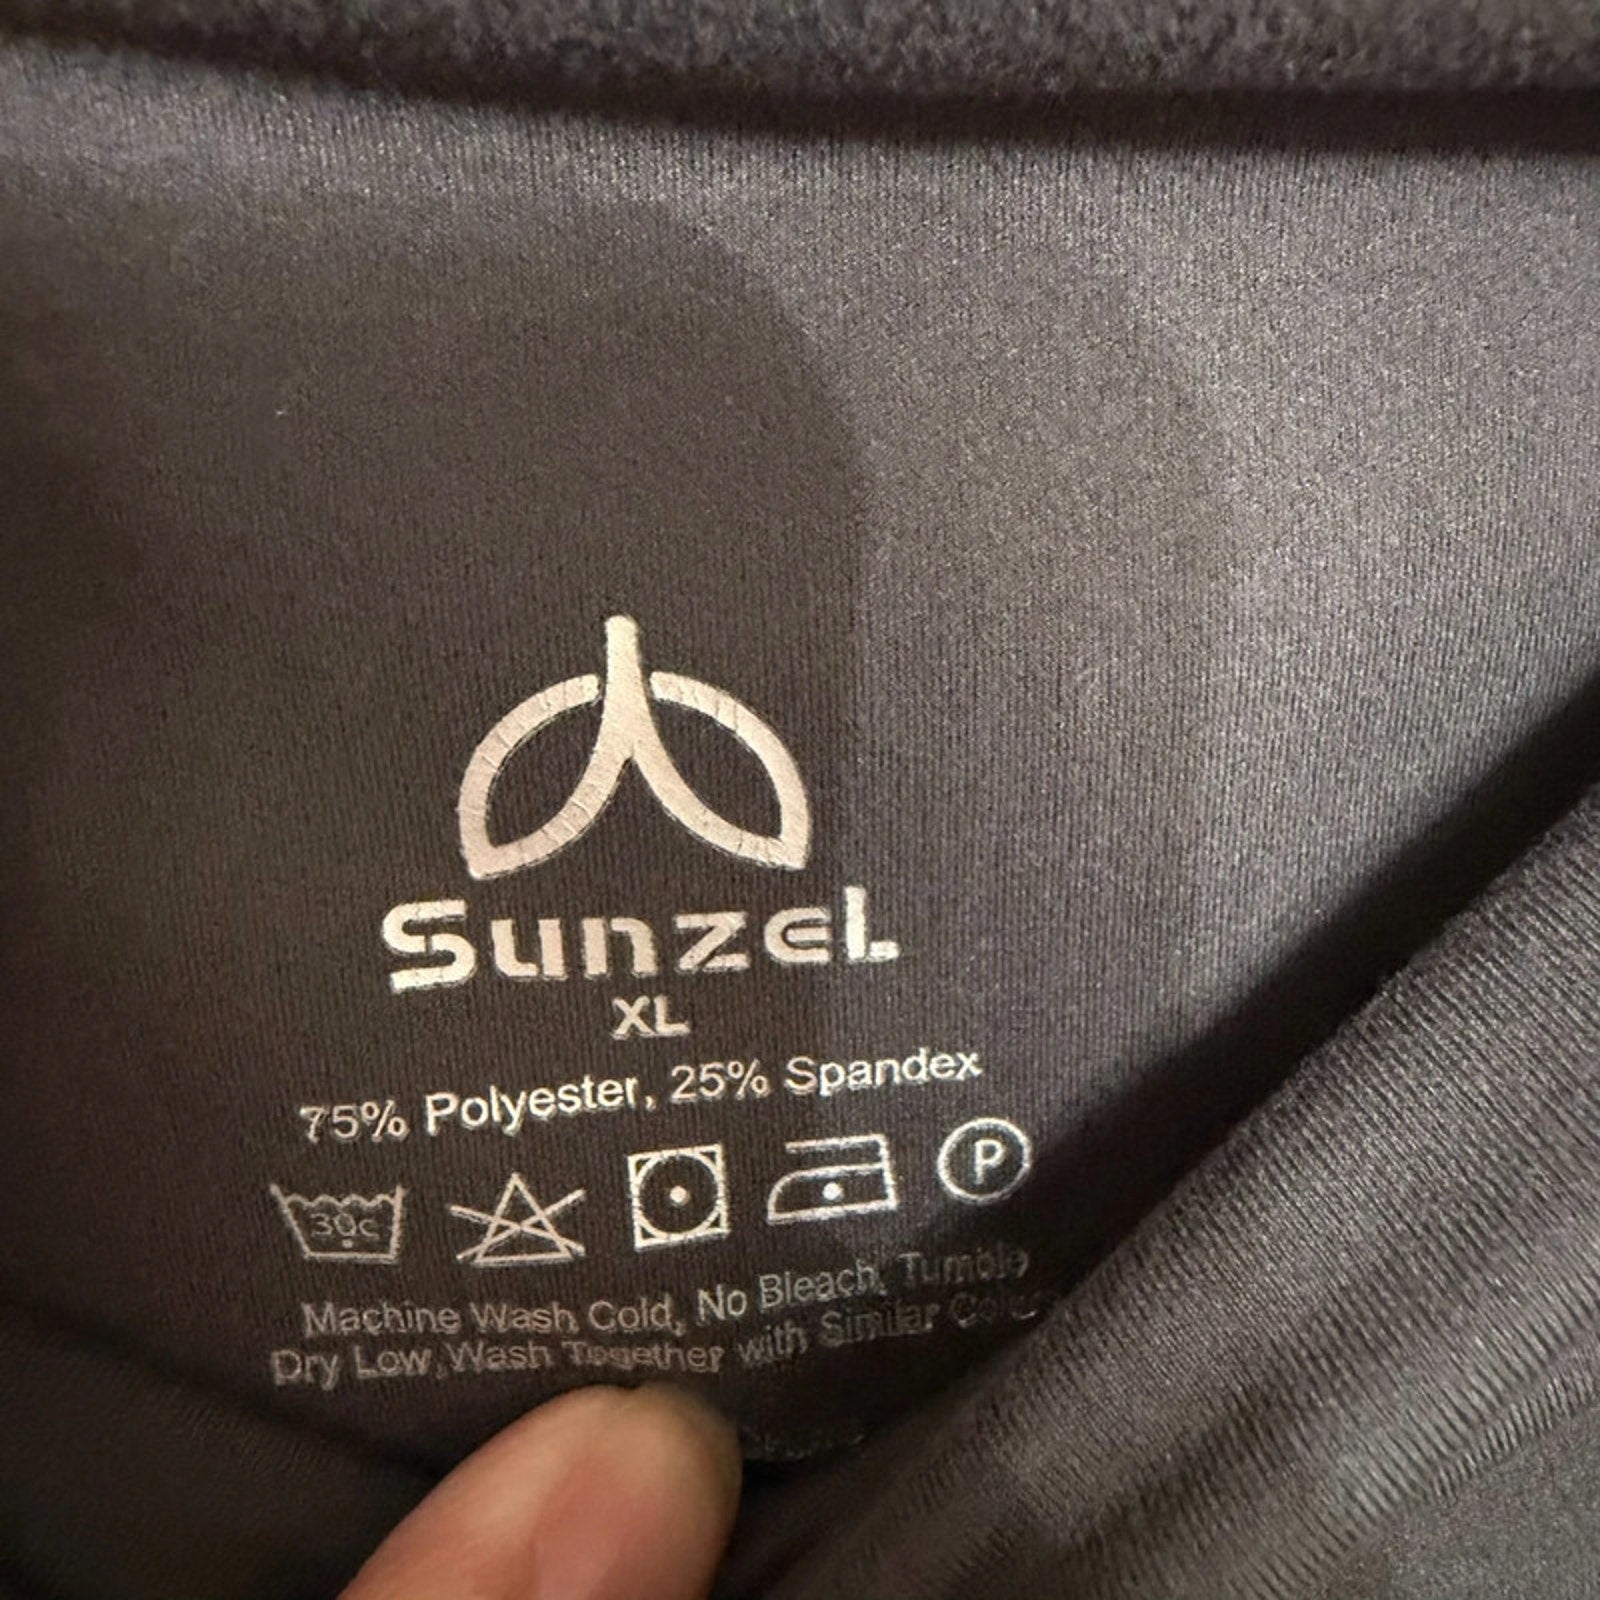 Sunzel
XL
75% Polyester, 25% Spandex
30c
P
Machine Wash Cold, No Bleach, Tumble
Dry Low, Wash Together with Similar